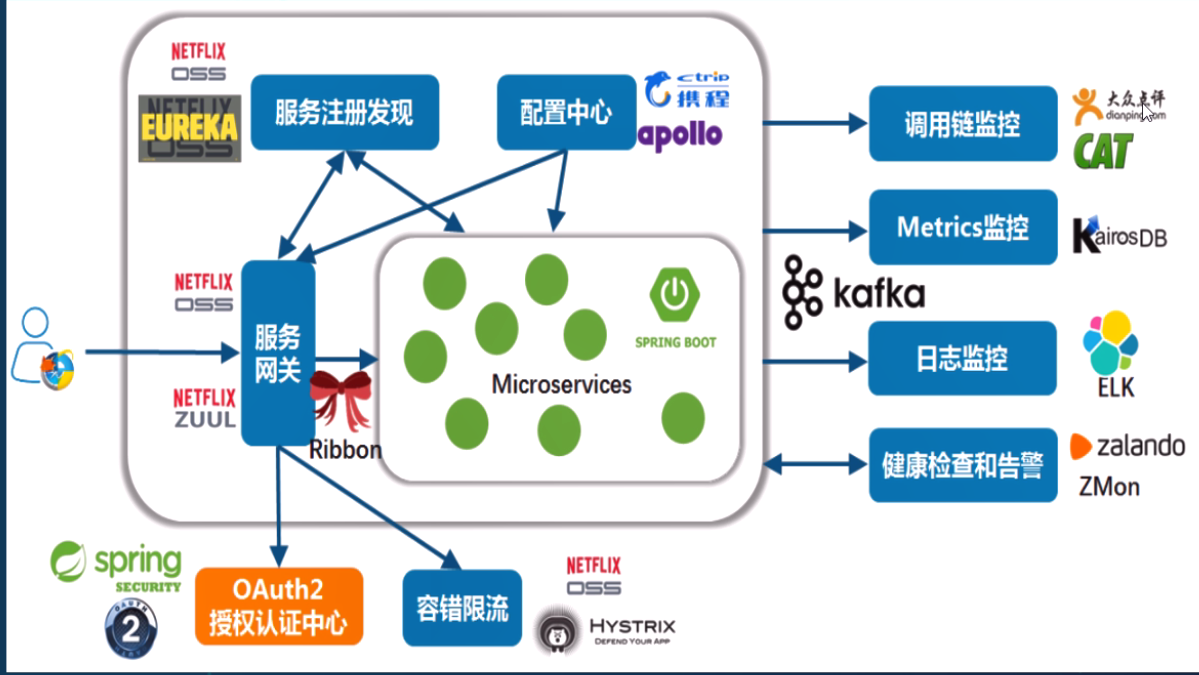 NETFLIX
OSS
NETFLIX
EUREKA
OSS
服务注册发现
配置中心
ctrip
携程
apollo
调用链监控
大众点评
dianping.com
CAT
Metrics监控
KairosDB
kafka
NETFLIX
OSS
服务
网关
NETFLIX
ZUUL
Ribbon
SPRING BOOT
Microservices
日志监控
ELK
健康检查和告警
zalando
ZMon
spring
SECURITY
OAUTH
2
OAuth2
授权认证中心
容错限流
NETFLIX
OSS
HYSTRIX
DEFEND YOUR APP